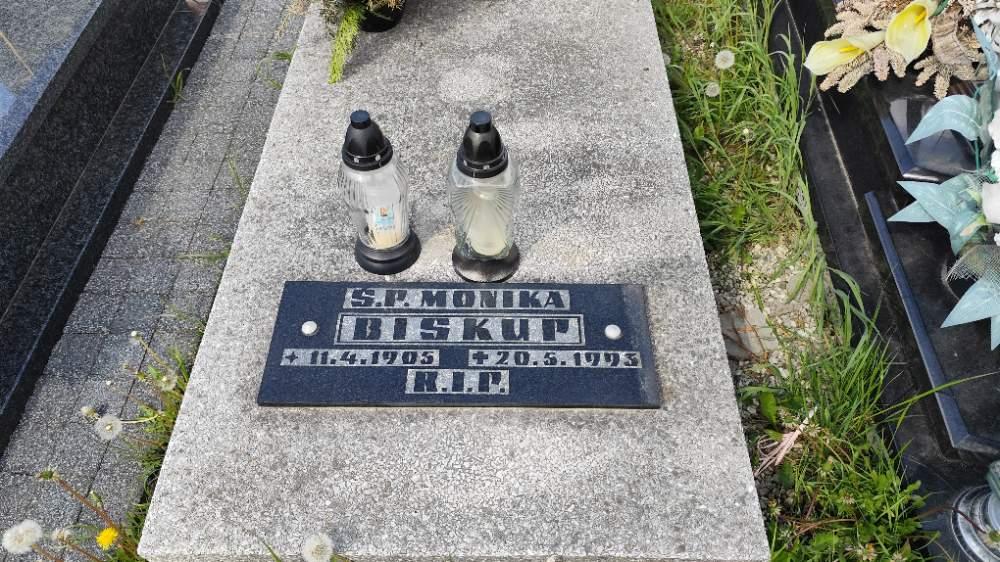 Ś.P. MONIKA
BISKUP
* 11.4.1905 + 20.5.1993
R.I.P.